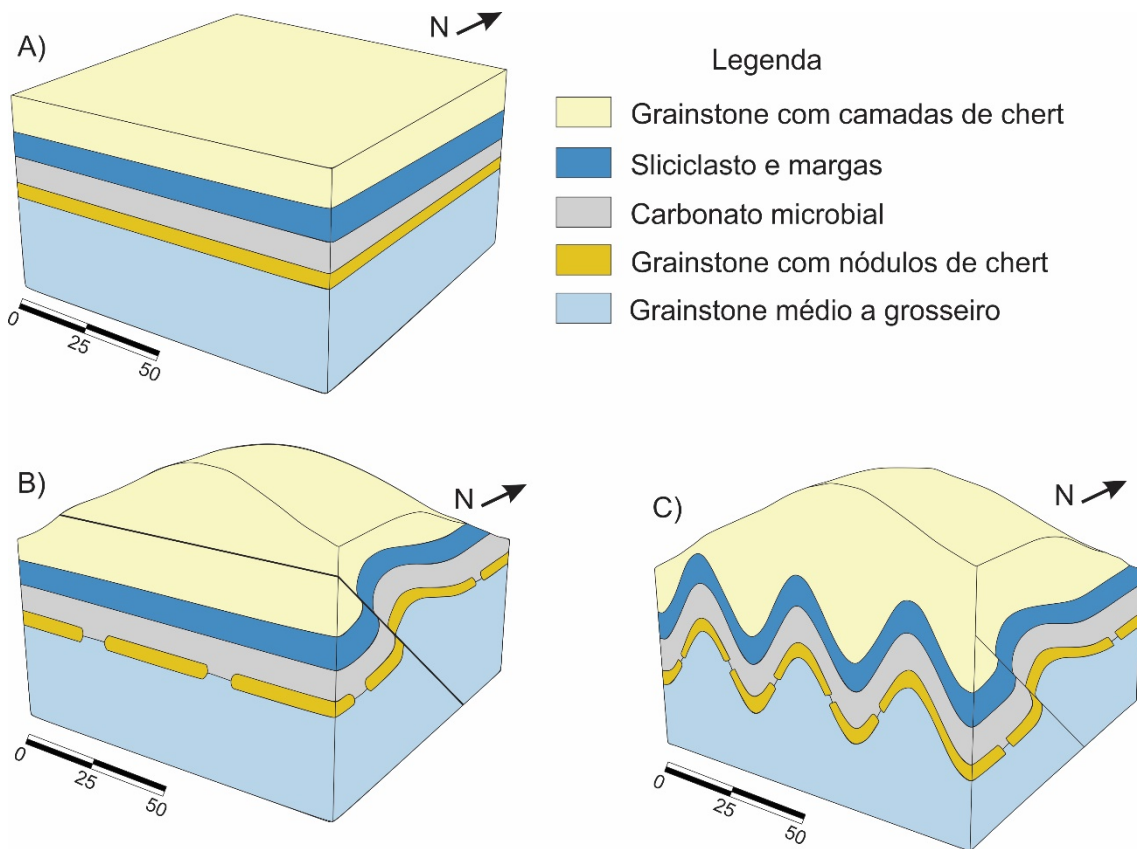 A)
N
Legenda
Grainstone com camadas de chert
Sliciclasto e margas
Carbonato microbial
Grainstone com nódulos de chert
Grainstone médio a grosseiro
0
25
50
B)
N
C)
N
0
25
50
0
25
50